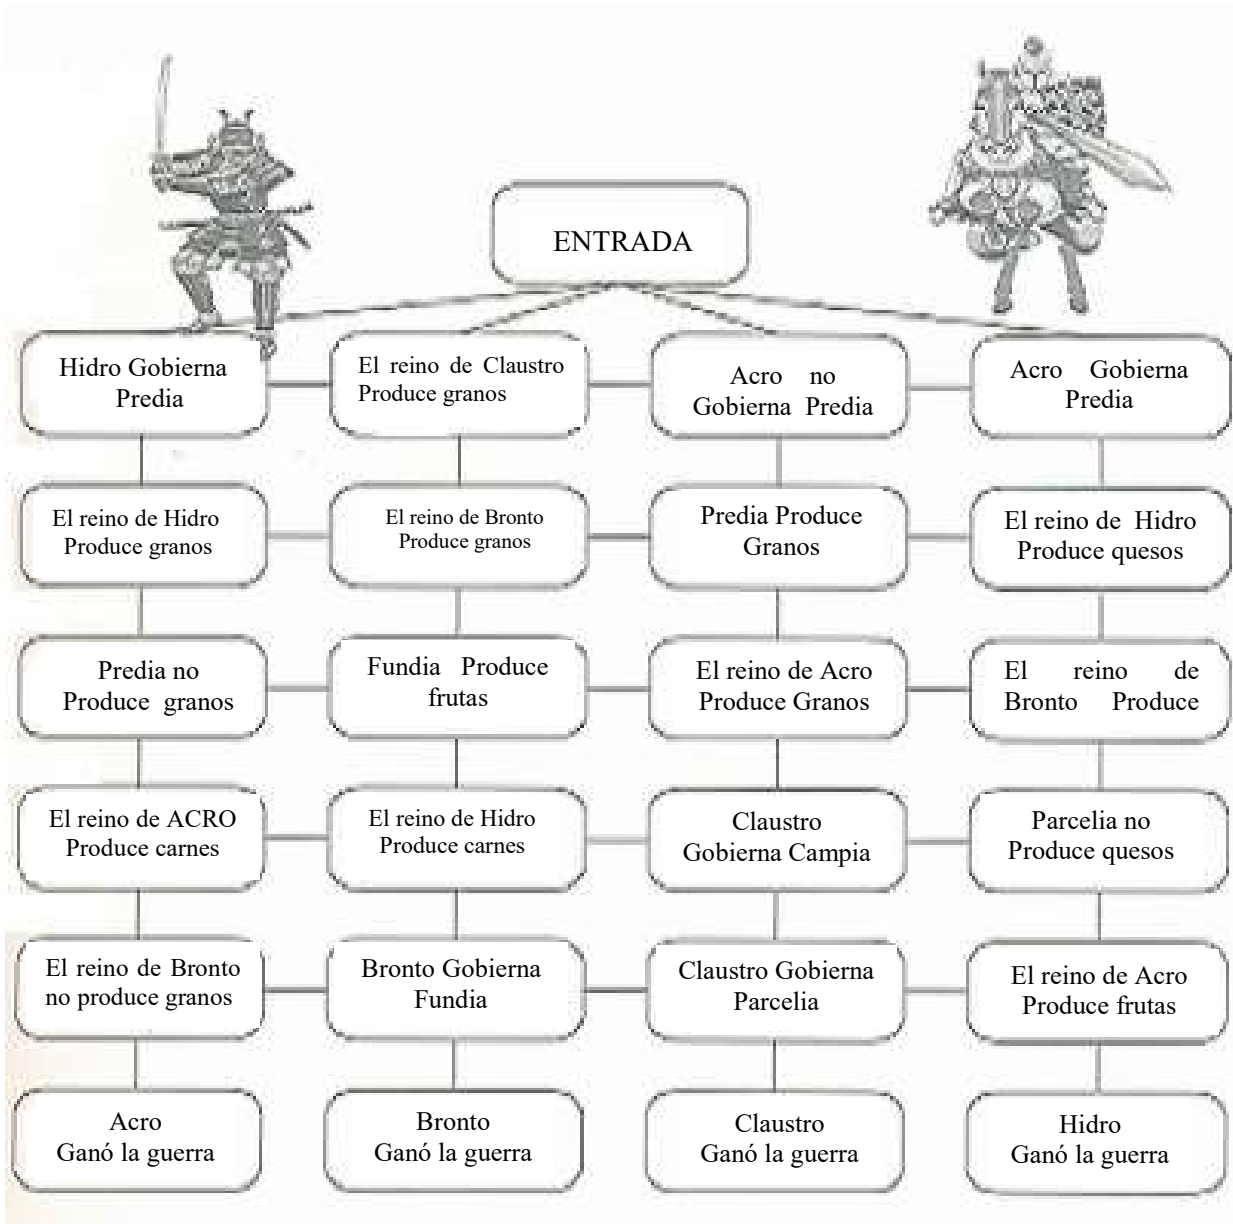 ENTRADA
Hidro Gobierna
Predia
El reino de Claustro
Produce granos
Acro no
Gobierna Predia
Acro Gobierna
Predia
El reino de Hidro
Produce granos
El reino de Bronto
Produce granos
Predia Produce
Granos
El reino de Hidro
Produce quesos
Predia no
Produce granos
Fundia Produce
frutas
El reino de Acro
Produce Granos
El reino de
Bronto Produce
El reino de ACRO
Produce carnes
El reino de Hidro
Produce carnes
Claustro
Gobierna Campia
Parcelia no
Produce quesos
El reino de Bronto
no produce granos
Bronto Gobierna
Fundia
Claustro Gobierna
Parcelia
El reino de Acro
Produce frutas
Acro
Ganó la guerra
Bronto
Ganó la guerra
Claustro
Ganó la guerra
Hidro
Ganó la guerra